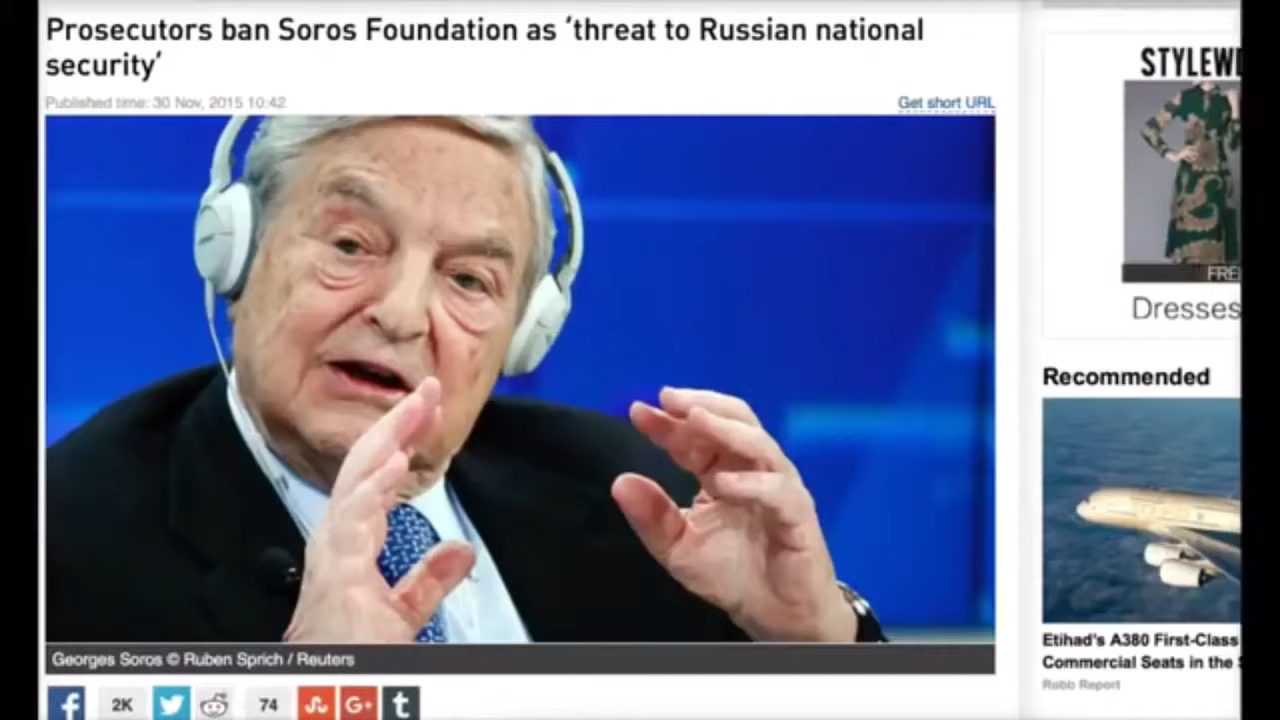 Prosecutors ban Soros Foundation as ‘threat to Russian national
security’
Published time: 30 Nov, 2015 10:42
Get short URL
Georges Soros © Ruben Sprich / Reuters
2K
74
STYLEW
FRE
Dresses
Recommended
Etihad's A380 First-Class
Commercial Seats in the
Robb Report